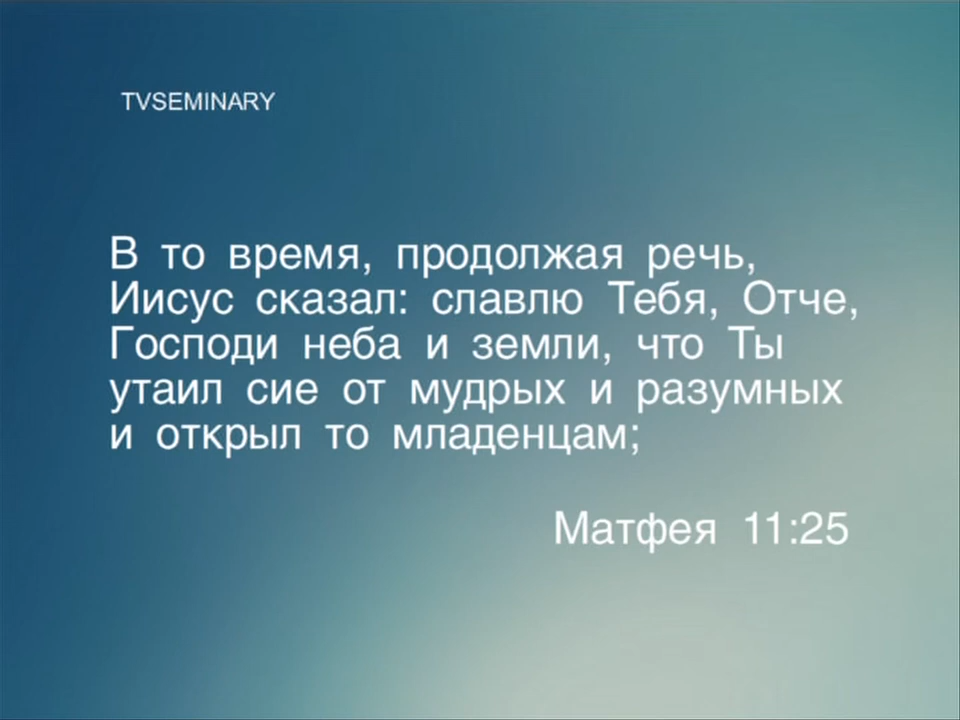 TVSEMINARY
В то время, продолжая речь,
Иисус сказал: славлю Тебя, Отче,
Господи неба и земли, что Ты
утаил сие от мудрых и разумных
и открыл то младенцам;
Матфея 11:25